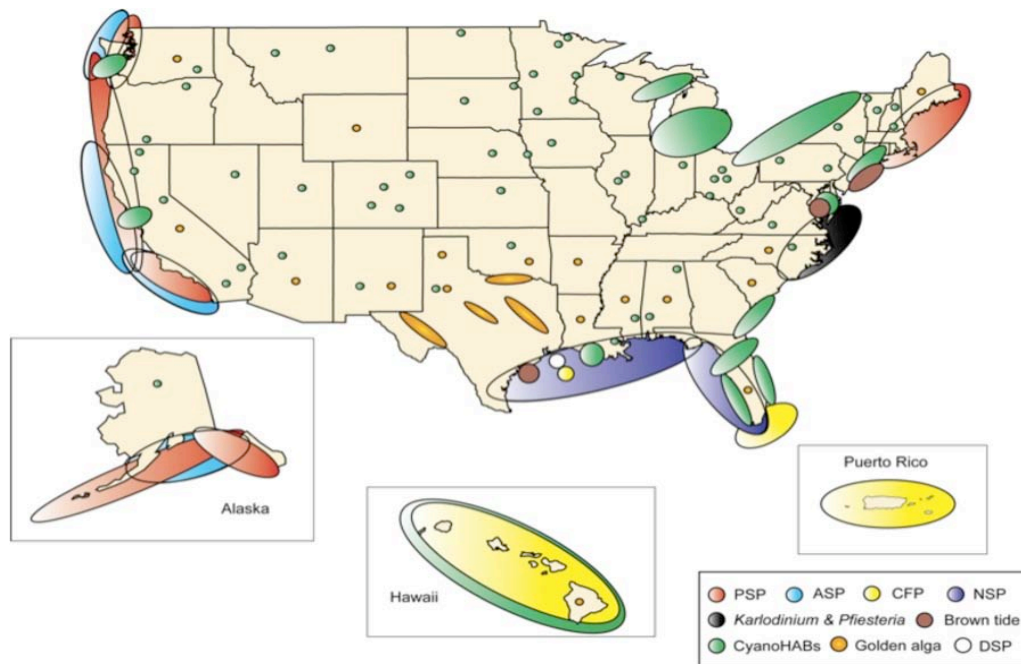 Alaska
Hawaii
Puerto Rico
PSP ASP CFP NSP
Karlodinium & Pfiesteria Brown tide
CyanoHABs Golden alga DSP